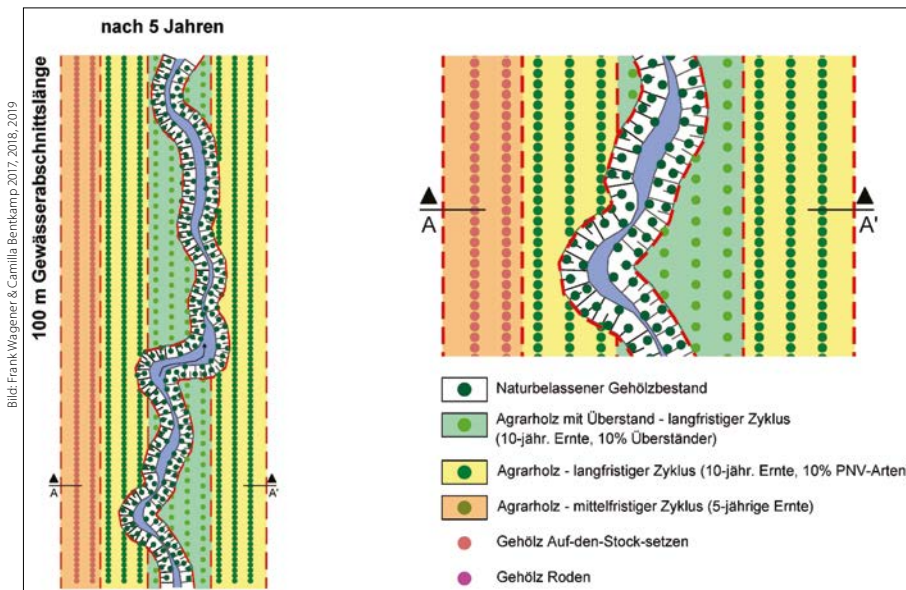 nach 5 Jahren
100 m Gewässerabschnittslänge
Bild: Frank Wagener & Camilla Bentkamp 2017, 2018, 2019
A
A'
A
A'
Naturbelassener Gehölzbestand
Agrarholz mit Überstand - langfristiger Zyklus
(10-jähr. Ernte, 10% Überständer)
Agrarholz - langfristiger Zyklus (10-jähr. Ernte, 10% PNV-Arten
Agrarholz - mittelfristiger Zyklus (5-jährige Ernte)
Gehölz Auf-den-Stock-setzen
Gehölz Roden